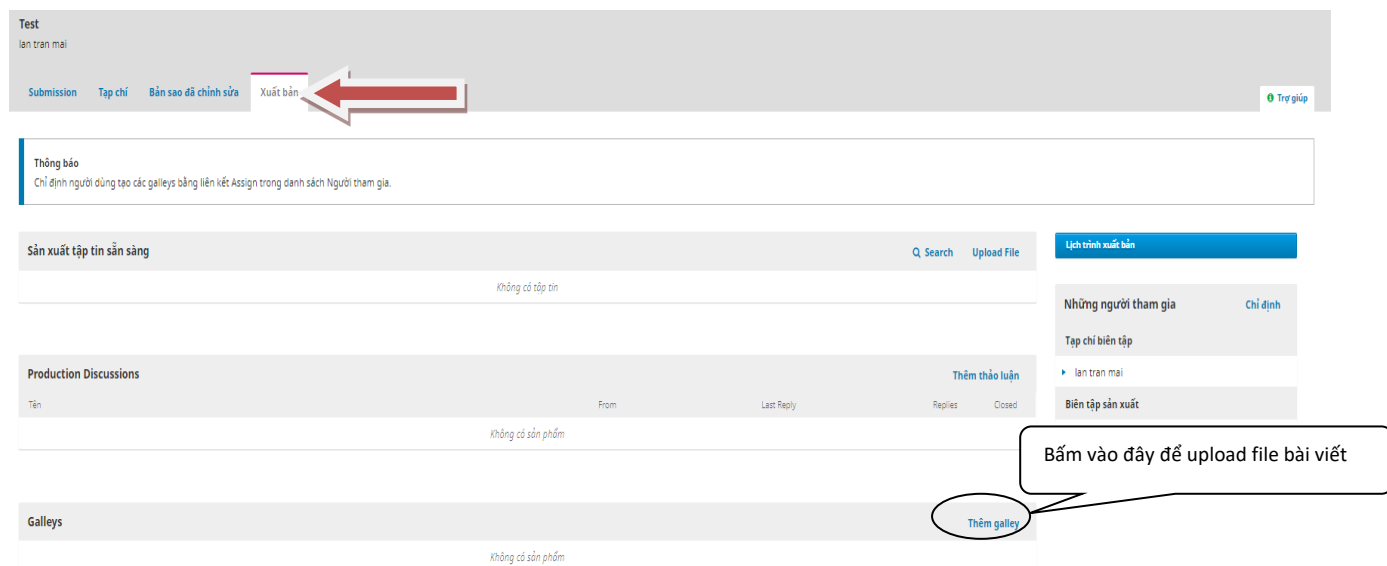 Test
lan tran mai
Submission Tạp chí Bản sao đã chỉnh sửa Xuất bản
Trợ giúp
Thông báo
Chỉ định người dùng tạo các galleys bằng liên kết Assign trong danh sách Người tham gia.
Sản xuất tập tin sẵn sàng Search Upload File
Không có tập tin
Lịch trình xuất bản
Những người tham gia Chỉ định
Tạp chí biên tập
lan tran mai
Biên tập sản xuất
Production Discussions Thêm thảo luận
Tên From Last Reply Replies Closed
Không có sản phẩm
Bấm vào đây để upload file bài viết
Galleys Thêm galley
Không có sản phẩm